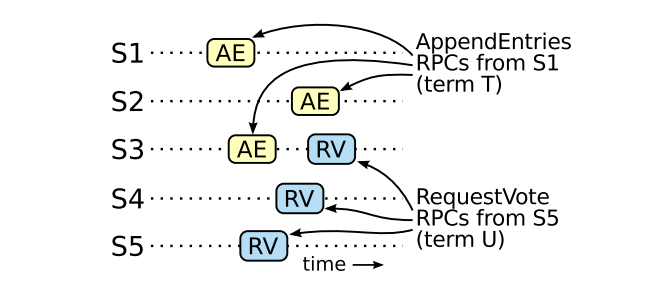 S1 AE
S2 AE
S3 AE RV
S4 RV
S5 RV
AppendEntries
RPCs from S1
(term T)
RequestVote
RPCs from S5
(term U)
time